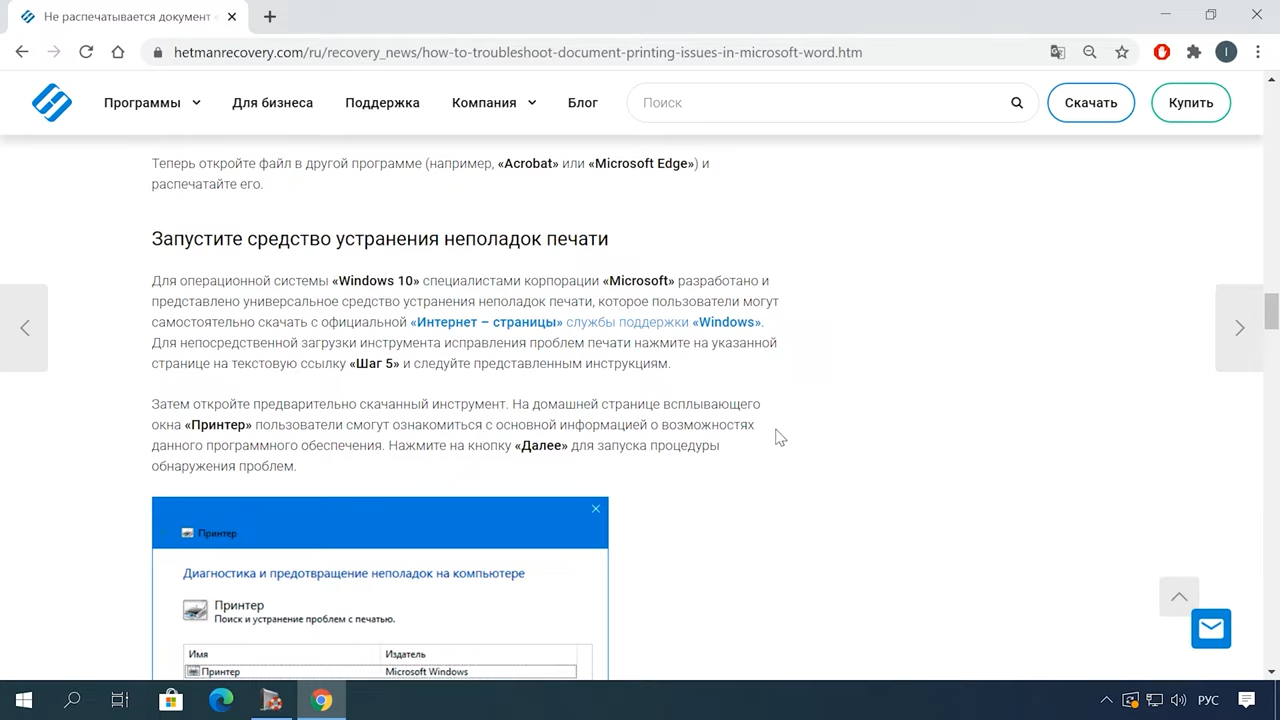 Не распечатывается документ
hetmanrecovery.com/ru/recovery_news/how-to-troubleshoot-document-printing-issues-in-microsoft-word.htm
I
Программы
Для бизнеса
Поддержка
Компания
Блог
Поиск
Скачать
Купить
Теперь откройте файл в другой программе (например, «Acrobat» или «Microsoft Edge») и
распечатайте его.
Запустите средство устранения неполадок печати
Для операционной системы «Windows 10» специалистами корпорации «Microsoft» разработано и
представлено универсальное средство устранения неполадок печати, которое пользователи могут
самостоятельно скачать с официальной «Интернет – страницы» службы поддержки «Windows».
Для непосредственной загрузки инструмента исправления проблем печати нажмите на указанной
странице на текстовую ссылку «Шаг 5» и следуйте представленным инструкциям.
Затем откройте предварительно скачанный инструмент. На домашней странице всплывающего
окна «Принтер» пользователи смогут ознакомиться с основной информацией о возможностях
данного программного обеспечения. Нажмите на кнопку «Далее» для запуска процедуры
обнаружения проблем.
Принтер
Диагностика и предотвращение неполадок на компьютере
Принтер
Поиск и устранение проблем с печатью.
Имя Издатель
Принтер Microsoft Windows
РУС